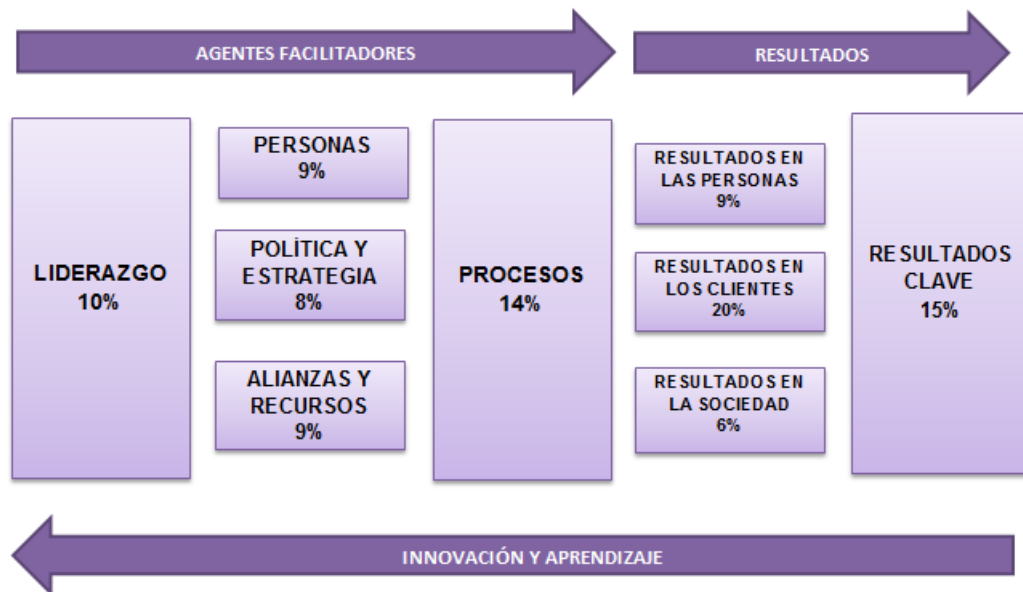 AGENTES FACILITADORES
RESULTADOS
LIDERAZGO
10%
PERSONAS
9%
POLÍTICA Y
ESTRATEGIA
8%
ALIANZAS Y
RECURSOS
9%
PROCESOS
14%
RESULTADOS EN
LAS PERSONAS
9%
RESULTADOS EN
LOS CLIENTES
20%
RESULTADOS EN
LA SOCIEDAD
6%
RESULTADOS
CLAVE
15%
INNOVACIÓN Y APRENDIZAJE